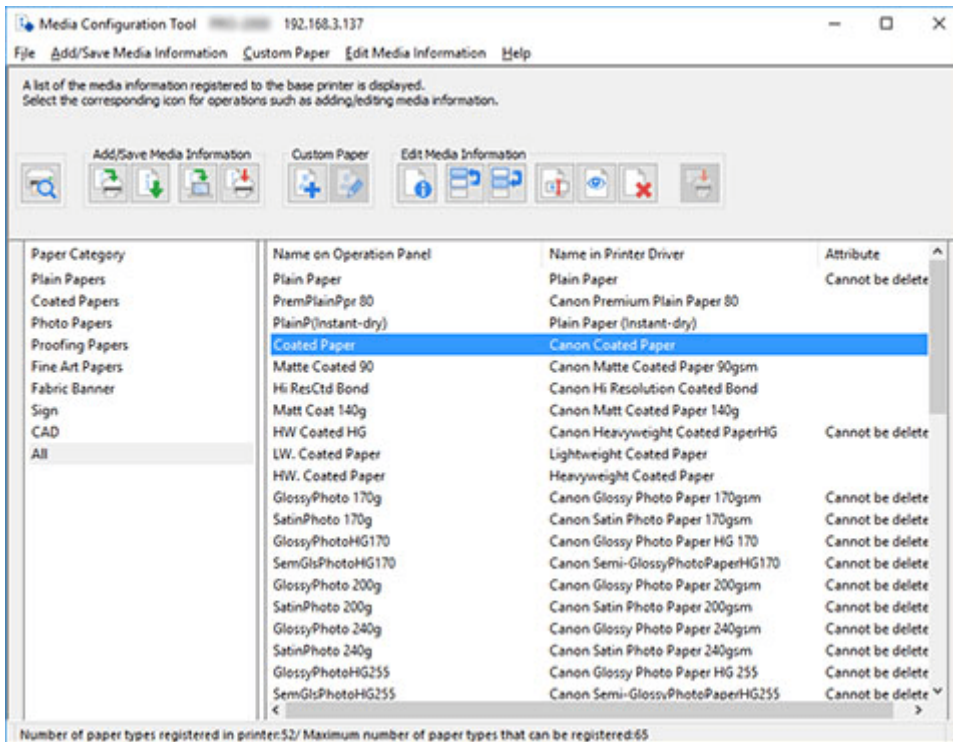 Media Configuration Tool 192.168.3.137
File Add/Save Media Information Custom Paper Edit Media Information Help
A list of the media information registered to the base printer is displayed.
Select the corresponding icon for operations such as adding/editing media information.
Add/Save Media Information Custom Paper Edit Media Information
Paper Category Name on Operation Panel Name in Printer Driver Attribute
Plain Papers Plain Paper Plain Paper Cannot be delete
Coated Papers PremPlainPpr 80 Canon Premium Plain Paper 80
Photo Papers PlainP(Instant-dry) Plain Paper (Instant-dry)
Proofing Papers Coated Paper Canon Coated Paper
Fine Art Papers Matte Coated 90 Canon Matte Coated Paper 90gsm
Fabric Banner Hi ResCtd Bond Canon Hi Resolution Coated Bond
Sign Matt Coat 140g Canon Matt Coated Paper 140g
CAD HW Coated HG Canon Heavyweight Coated PaperHG Cannot be delete
All LW. Coated Paper Lightweight Coated Paper
HW. Coated Paper Heavyweight Coated Paper
GlossyPhoto 170g Canon Glossy Photo Paper 170gsm Cannot be delete
SatinPhoto 170g Canon Satin Photo Paper 170gsm Cannot be delete
GlossyPhotoHG170 Canon Glossy Photo Paper HG 170 Cannot be delete
SemGlsPhotoHG170 Canon Semi-GlossyPhotoPaperHG170 Cannot be delete
GlossyPhoto 200g Canon Glossy Photo Paper 200gsm Cannot be delete
SatinPhoto 200g Canon Satin Photo Paper 200gsm Cannot be delete
GlossyPhoto 240g Canon Glossy Photo Paper 240gsm Cannot be delete
SatinPhoto 240g Canon Satin Photo Paper 240gsm Cannot be delete
GlossyPhotoHG255 Canon Glossy Photo Paper HG 255 Cannot be delete
SemGlsPhotoHG255 Canon Semi-GlossyPhotoPaperHG255 Cannot be delete
Number of paper types registered in printer:52/ Maximum number of paper types that can be registered:65